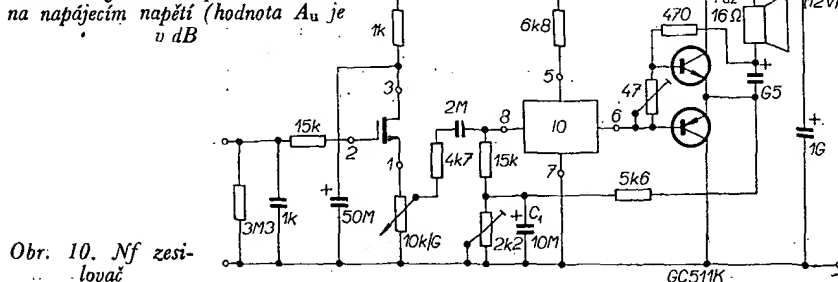 na napájecím napětí (hodnota Au je
v dB
1k
6k8
470
16Ω
3
5
47
G5
15k
2
2M
8
10
6
1G
1
4k7
15k
7
5k6
3M3
1k
50M
10k/G
2k2
C1
10M
Obr. 10. Nf zesi-
lovač
GC511K